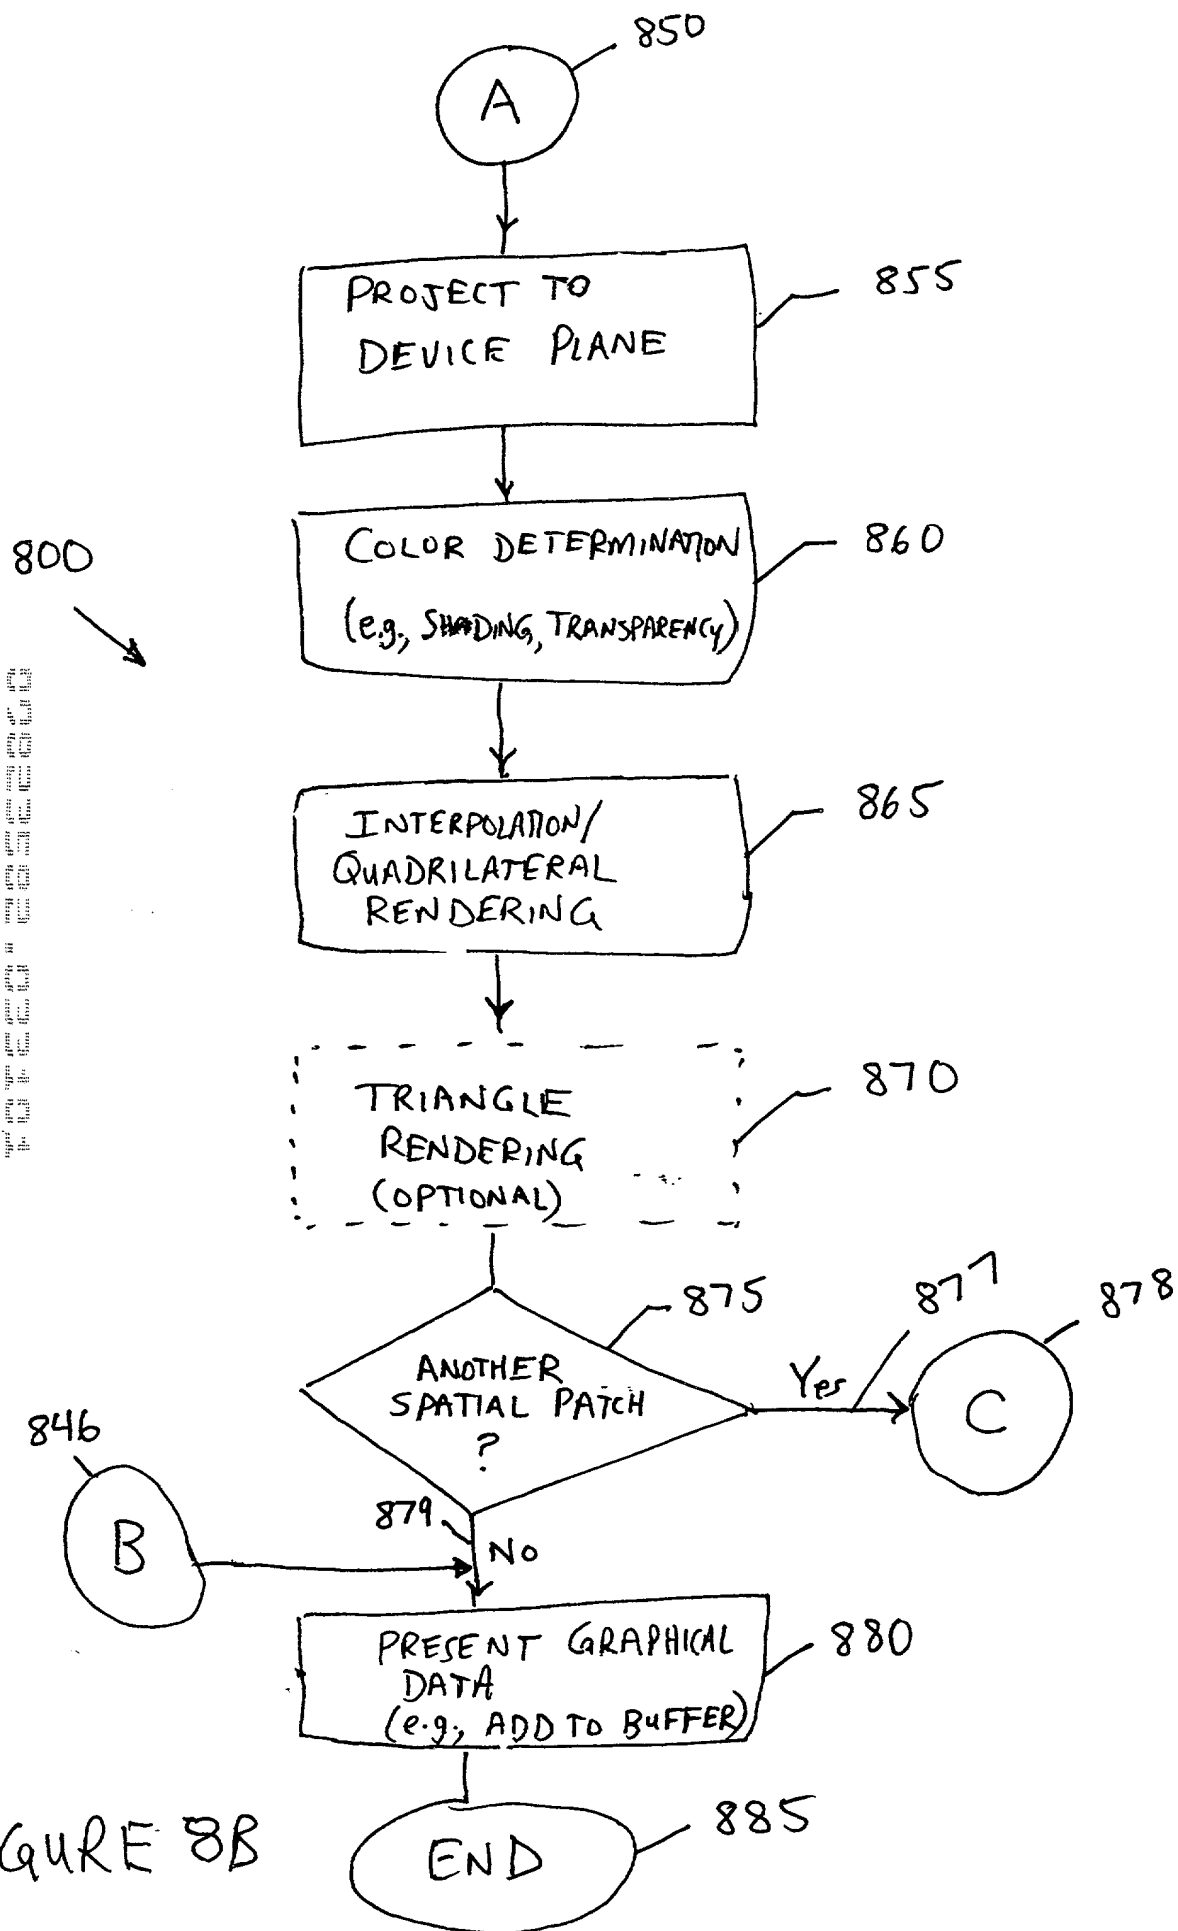 850
A
PROJECT TO
DEVICE PLANE
855
800
COLOR DETERMINATION
(e.g., SHADING, TRANSPARENCY)
860
INTERPOLATION/
QUADRILATERAL
RENDERING
865
TRIANGLE
RENDERING
(OPTIONAL)
870
875
877
878
ANOTHER
SPATIAL PATCH
?
Yes
C
846
B
879
NO
PRESENT GRAPHICAL
DATA
(e.g., ADD TO BUFFER)
880
END
885
GURE 8B